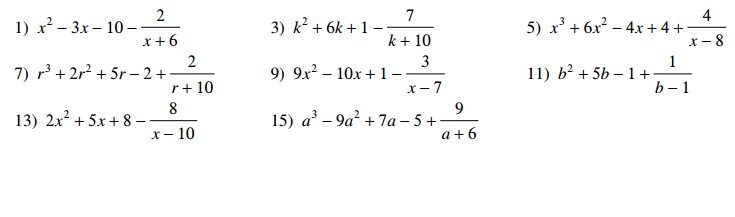 1) x² – 3x – 10 – 2/(x + 6) 3) k² + 6k + 1 – 7/(k + 10) 5) x³ + 6x² – 4x + 4 + 4/(x – 8)
7) r³ + 2r² + 5r – 2 + 2/(r + 10) 9) 9x² – 10x + 1 – 3/(x – 7) 11) b² + 5b – 1 + 1/(b – 1)
13) 2x² + 5x + 8 – 8/(x – 10) 15) a³ – 9a² + 7a – 5 + 9/(a + 6)